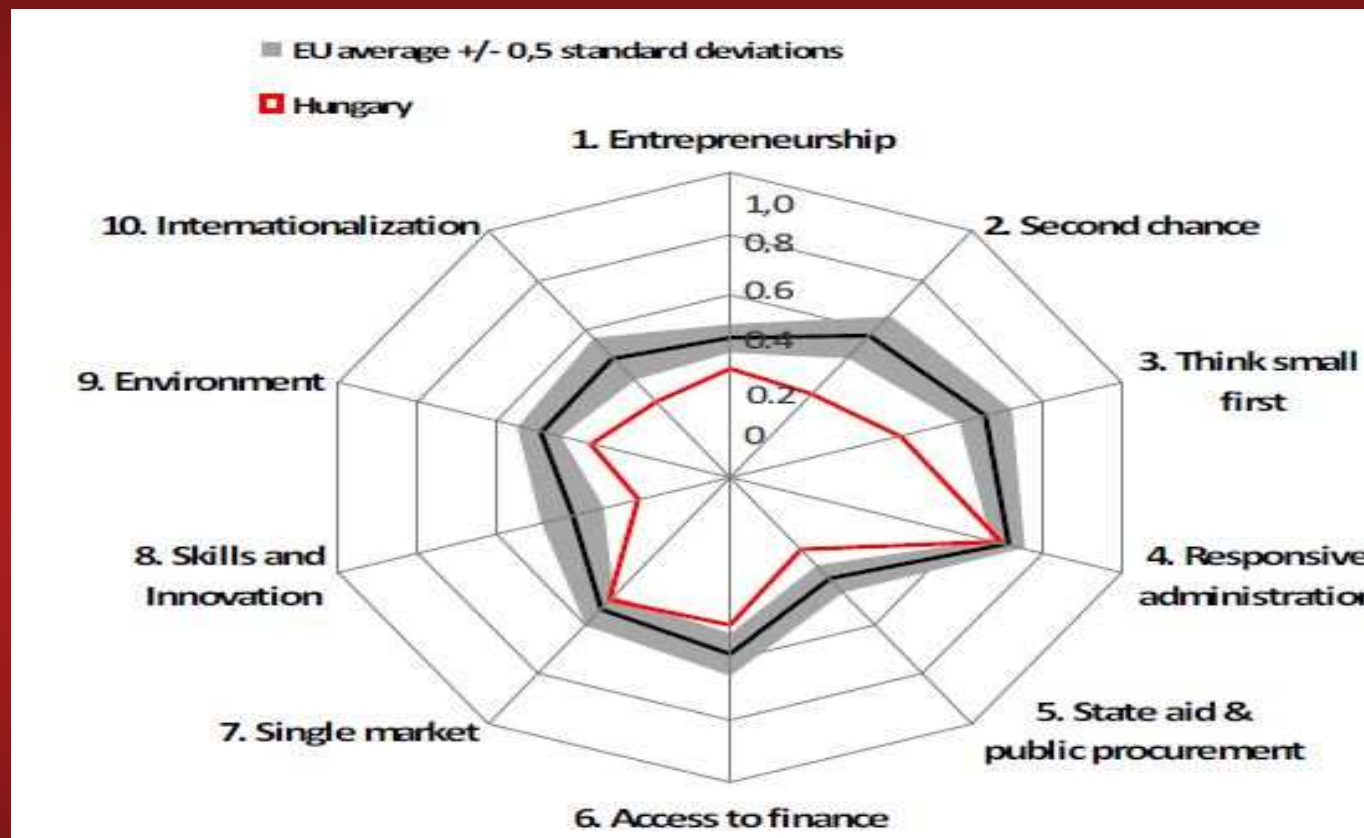 EU average +/- 0,5 standard deviations
Hungary
1. Entrepreneurship
10. Internationalization
2. Second chance
1,0
0.8
0.6
0.4
0.2
0
9. Environment
3. Think small
first
8. Skills and
Innovation
4. Responsive
administration
7. Single market
5. State aid &
public procurement
6. Access to finance